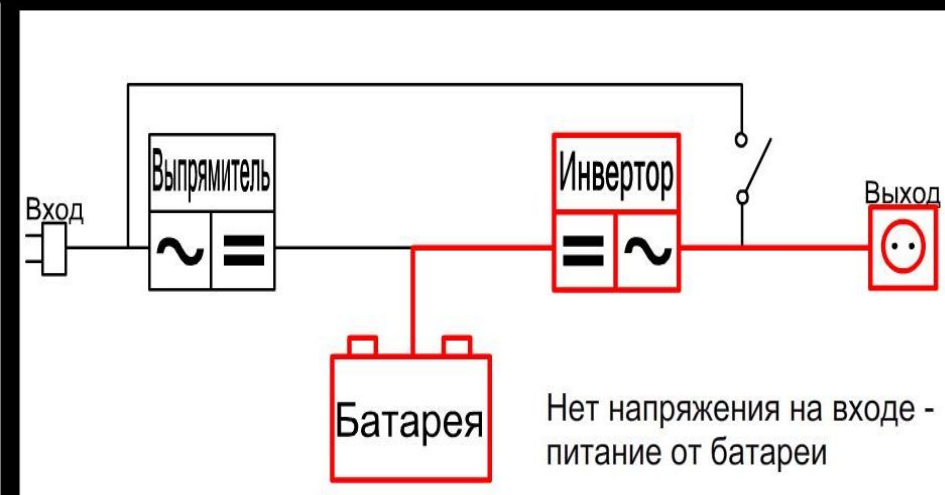 Выпрямитель
Инвертор
Вход
Выход
Батарея
Нет напряжения на входе -
питание от батареи